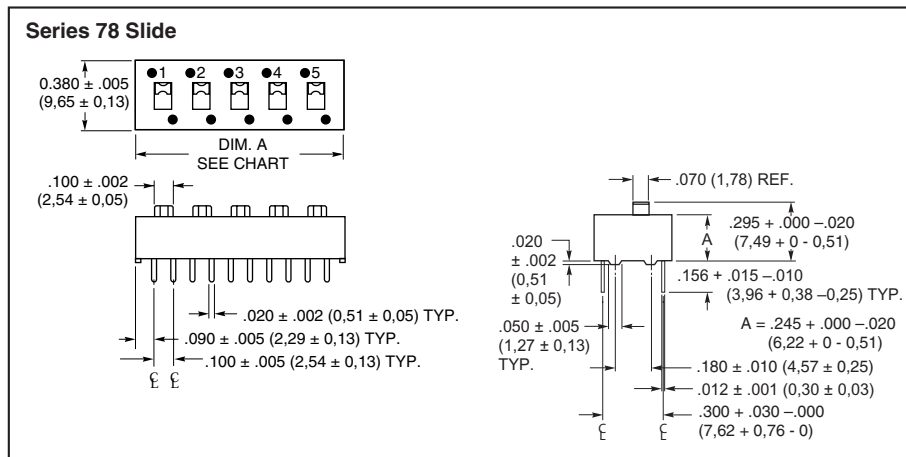 Series 78 Slide
1 2 3 4 5
0.380 ± .005
(9,65 ± 0,13)
DIM. A
SEE CHART
.100 ± .002
(2,54 ± 0,05)
.020 ± .002 (0,51 ± 0,05) TYP.
.090 ± .005 (2,29 ± 0,13) TYP.
.100 ± .005 (2,54 ± 0,13) TYP.
℄ ℄
.070 (1,78) REF.
A
.295 + .000 –.020
(7,49 + 0 - 0,51)
.020
± .002
(0,51
± 0,05)
.156 + .015 –.010
(3,96 + 0,38 –0,25) TYP.
.050 ± .005
(1,27 ± 0,13)
TYP.
A = .245 + .000 –.020
(6,22 + 0 - 0,51)
.180 ± .010 (4,57 ± 0,25)
.012 ± .001 (0,30 ± 0,03)
.300 + .030 –.000
(7,62 + 0,76 - 0)
℄ ℄